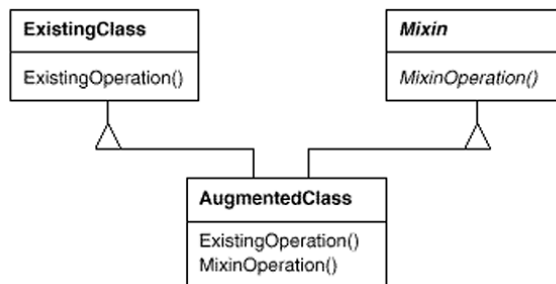 ExistingClass
ExistingOperation()
Mixin
MixinOperation()
AugmentedClass
ExistingOperation()
MixinOperation()